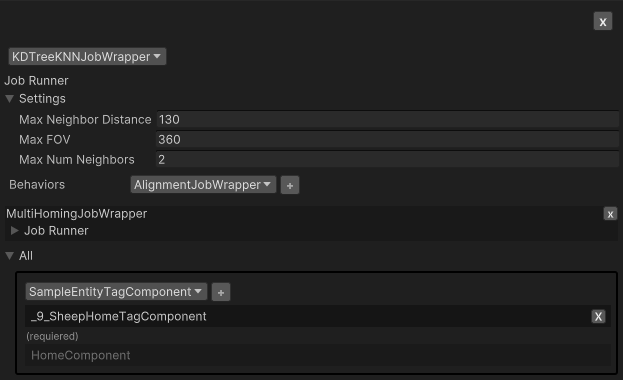 X
KDTreeKNNJobWrapper
Job Runner
Settings
Max Neighbor Distance 130
Max FOV 360
Max Num Neighbors 2
Behaviors AlignmentJobWrapper +
MultiHomingJobWrapper x
Job Runner
All
SampleEntityTagComponent +
_9_SheepHomeTagComponent X
(requiered)
HomeComponent